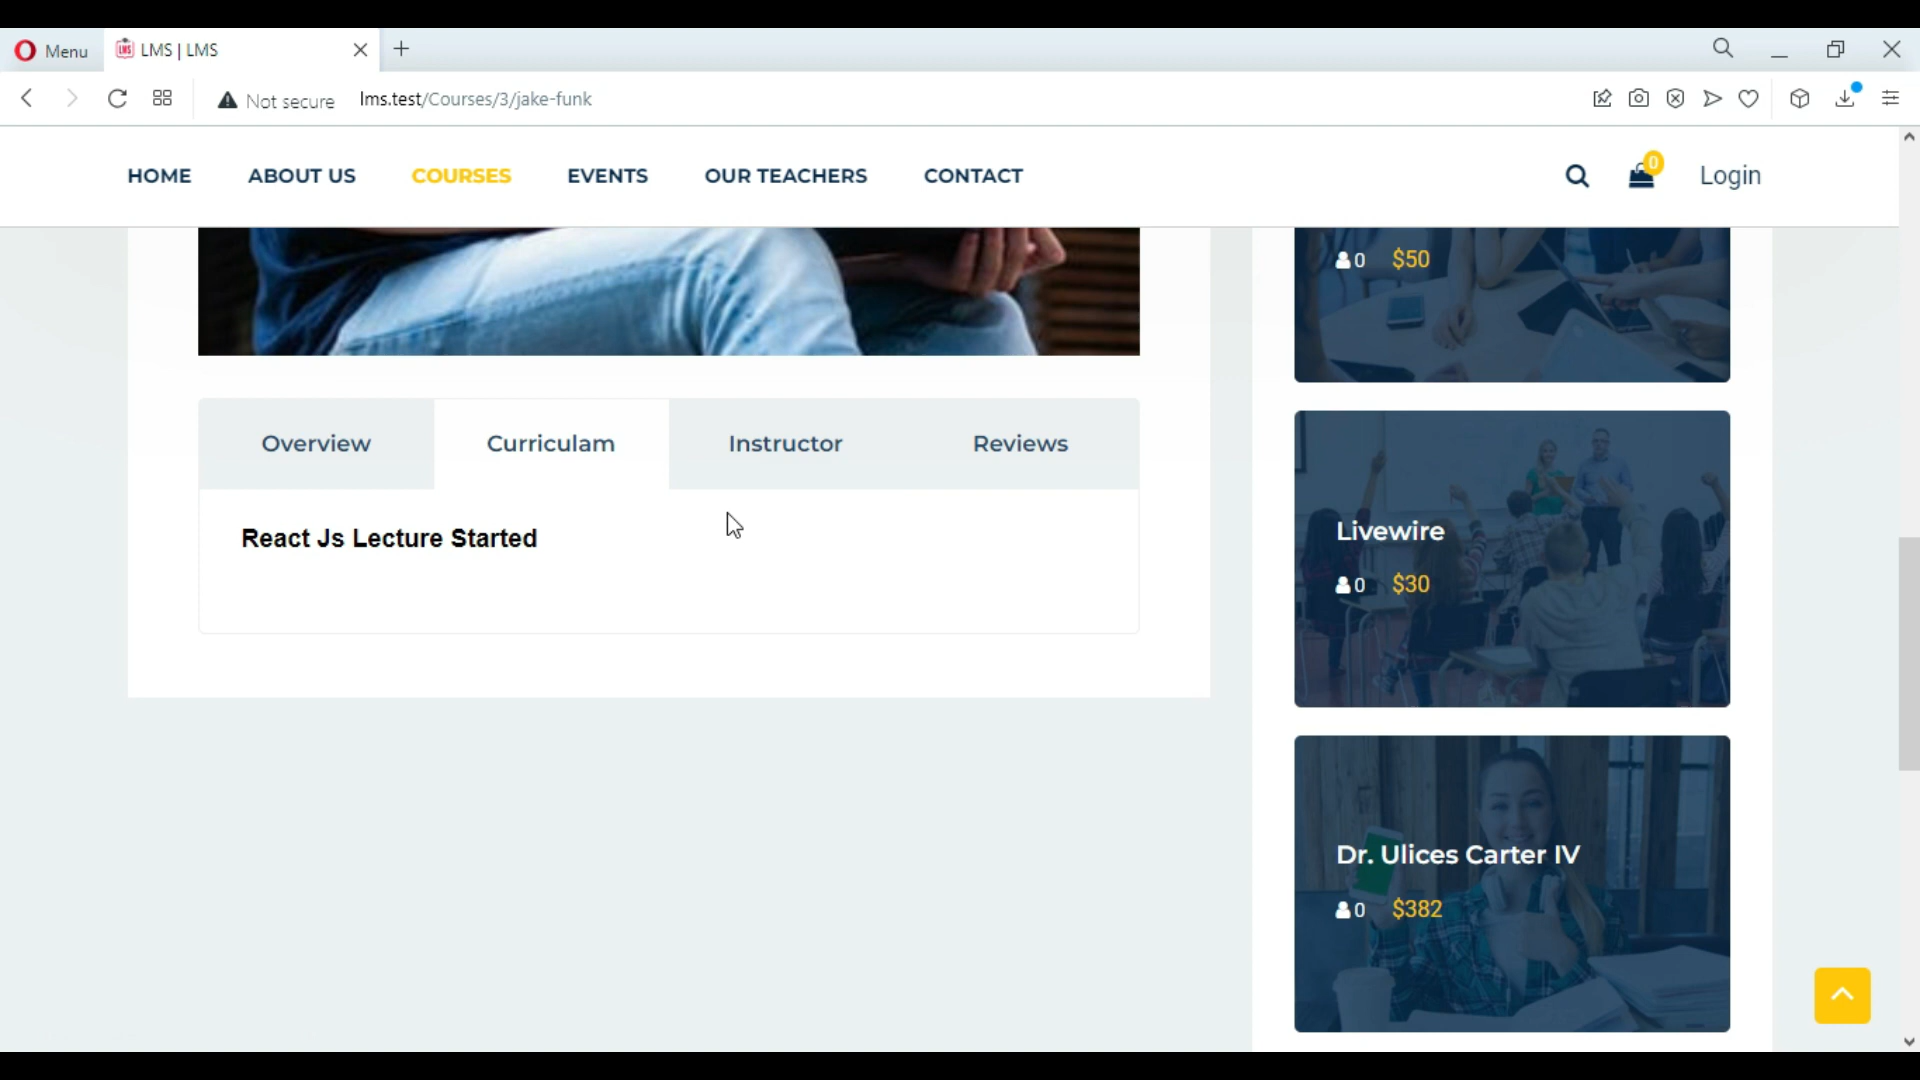 Menu
LMS | LMS
Not secure
lms.test/Courses/3/jake-funk
HOME
ABOUT US
COURSES
EVENTS
OUR TEACHERS
CONTACT
0
Login
0 $50
Overview
Curriculam
Instructor
Reviews
React Js Lecture Started
Livewire
0 $30
Dr. Ulices Carter IV
0 $382